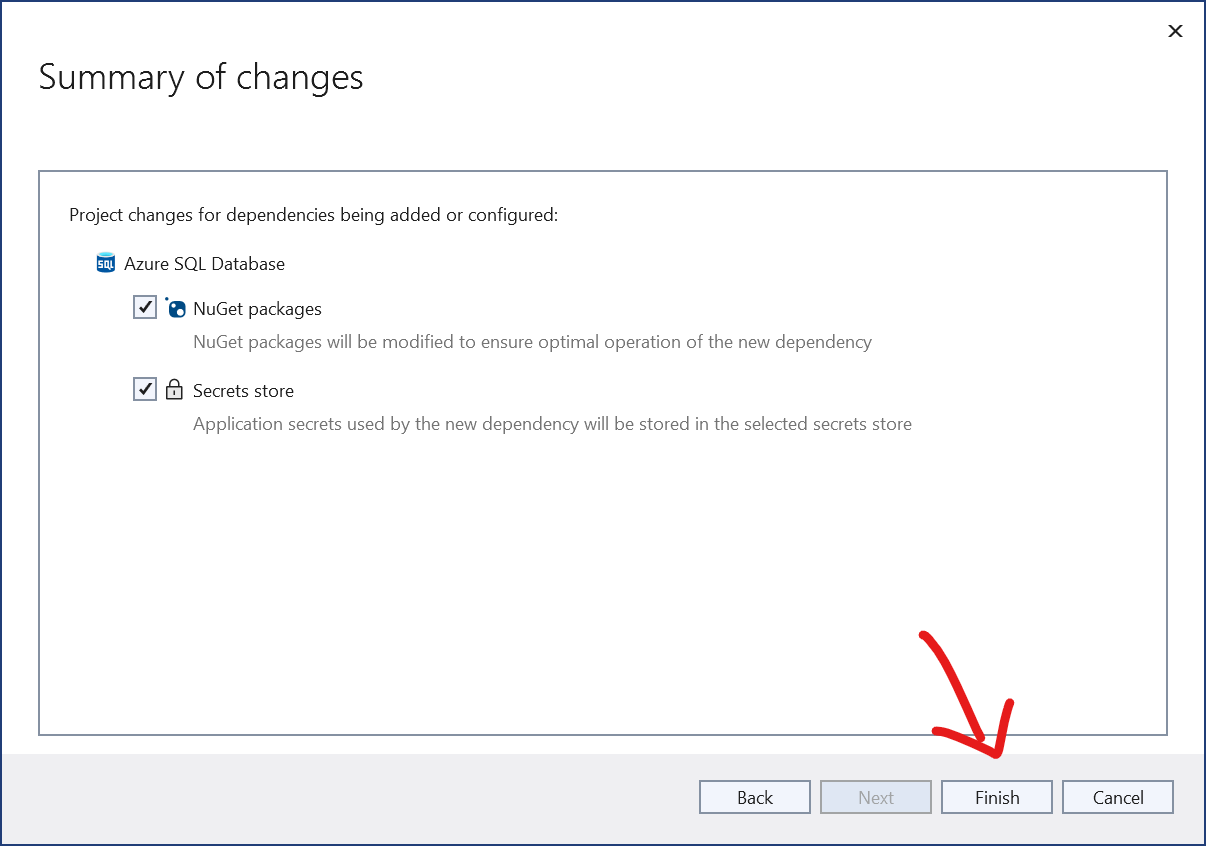 Summary of changes
Project changes for dependencies being added or configured:
SQL Azure SQL Database
NuGet packages
NuGet packages will be modified to ensure optimal operation of the new dependency
Secrets store
Application secrets used by the new dependency will be stored in the selected secrets store
Back Next Finish Cancel